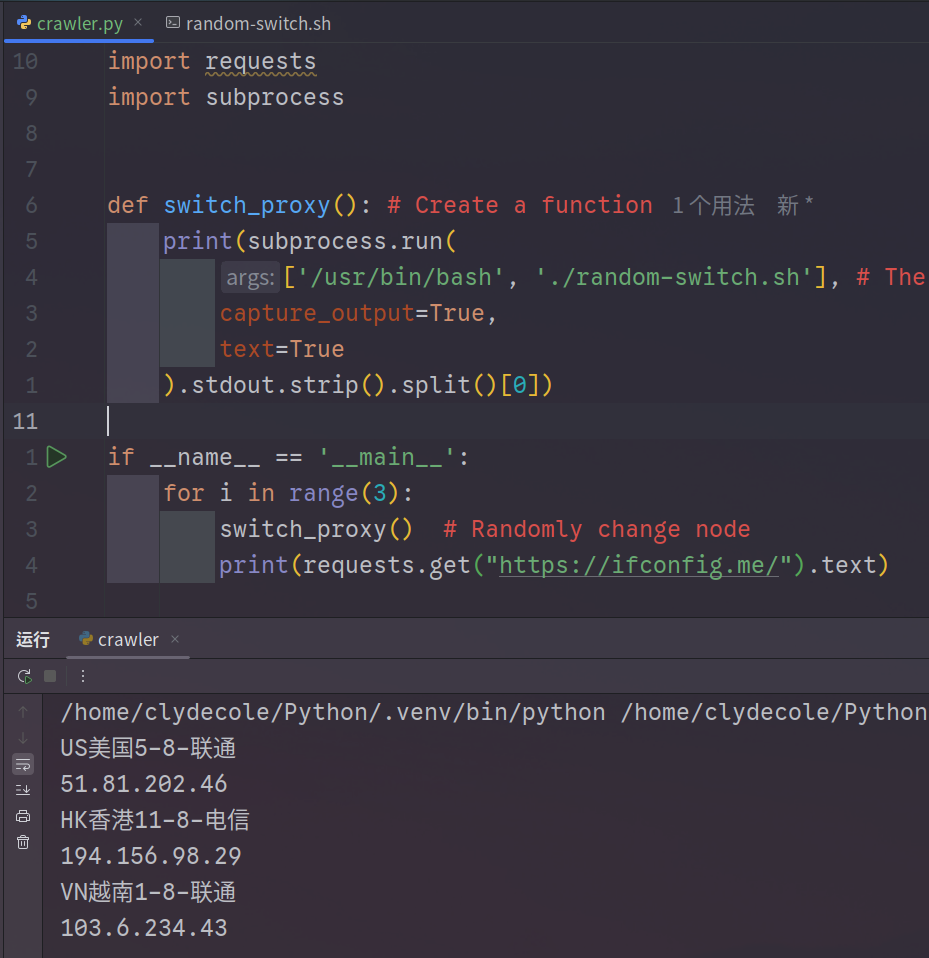 crawler.py × random-switch.sh
10 import requests
9 import subprocess
8
7
6 def switch_proxy(): # Create a function 1个用法 新*
5 print(subprocess.run(
4 args: ['/usr/bin/bash', './random-switch.sh'], # The
3 capture_output=True,
2 text=True
1 ).stdout.strip().split()[0])
11
1 if __name__ == '__main__':
2 for i in range(3):
3 switch_proxy() # Randomly change node
4 print(requests.get("https://ifconfig.me/").text)
5
运行 crawler ×
/home/clydecole/Python/.venv/bin/python /home/clydecole/Python
US美国5-8-联通
51.81.202.46
HK香港11-8-电信
194.156.98.29
VN越南1-8-联通
103.6.234.43